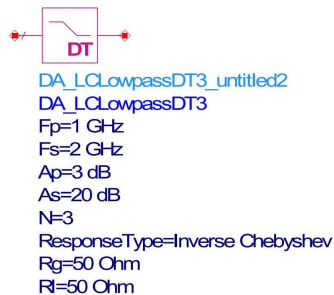 DT
DA_LCLowpassDT3_untitled2
DA_LCLowpassDT3
Fp=1 GHz
Fs=2 GHz
Ap=3 dB
As=20 dB
N=3
ResponseType=Inverse Chebyshev
Rg=50 Ohm
Rl=50 Ohm